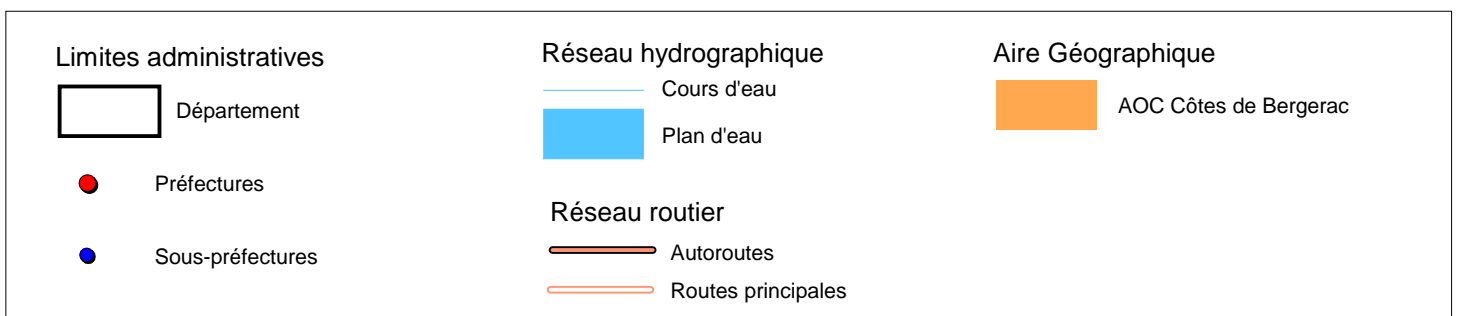 Limites administratives
Département
Préfectures
Sous-préfectures
Réseau hydrographique
Cours d'eau
Plan d'eau
Réseau routier
Autoroutes
Routes principales
Aire Géographique
AOC Côtes de Bergerac